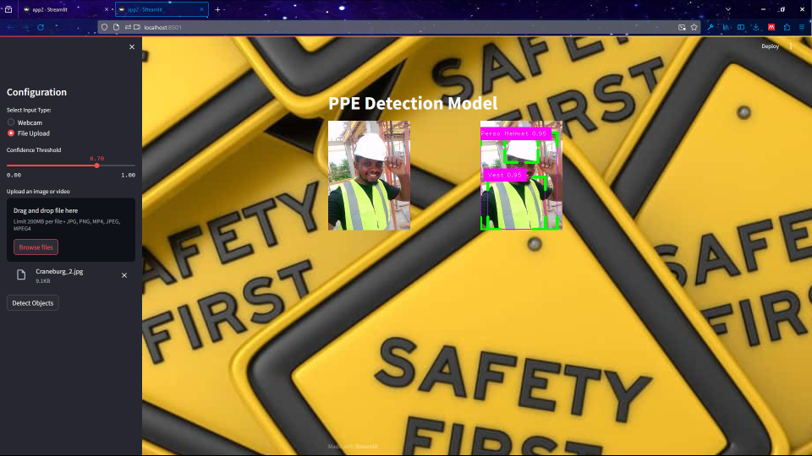 app2 · Streamlit
app2 · Streamlit
localhost:8501
Deploy
Configuration
Select Input Type:
Webcam
File Upload
Confidence Threshold
0.70
0.00
1.00
Upload an image or video
Drag and drop file here
Limit 200MB per file • JPG, PNG, MP4, JPEG,
MPEG4
Browse files
Craneburg_2.jpg
9.1KB
Detect Objects
PPE Detection Model
Helmet 0.95
Vest 0.95
SAFETY
FIRST
SAFETY
FIRST
SAFETY
FIRST
SAFETY
FIRST
Made with Streamlit